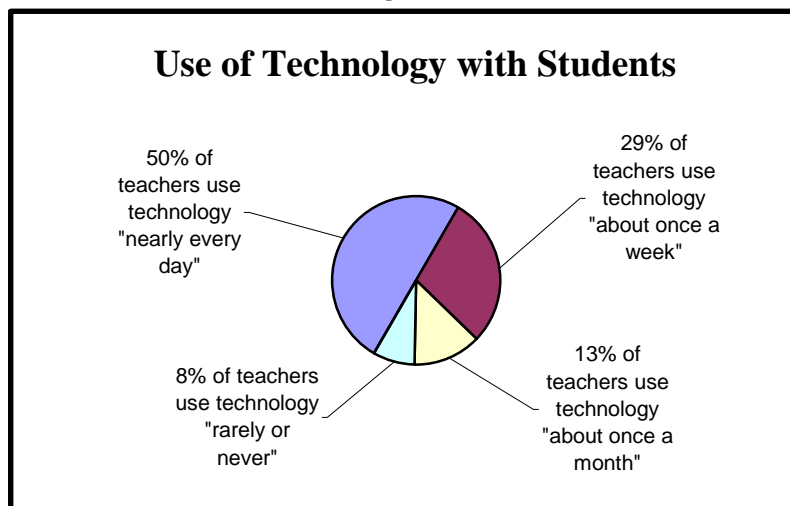 Use of Technology with Students
50% of
teachers use
technology
"nearly every
day"
29% of
teachers use
technology
"about once a
week"
8% of teachers
use technology
"rarely or
never"
13% of
teachers use
technology
"about once a
month"